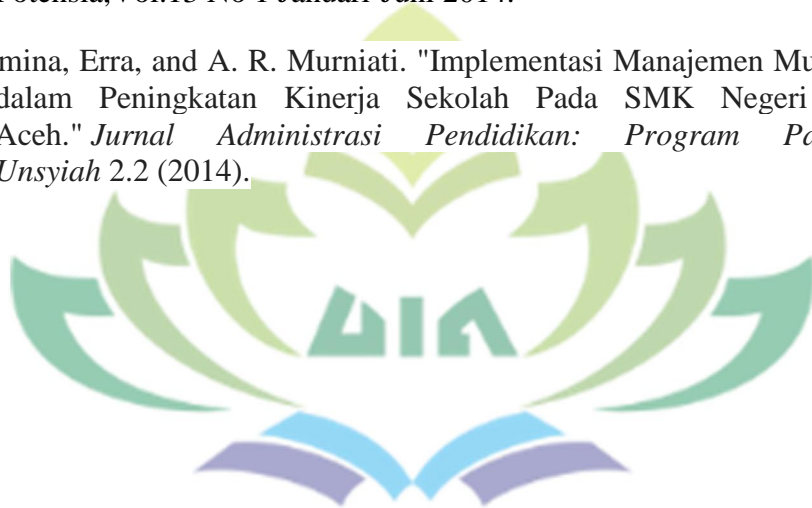 Potensia, Vol.13 No 1 Januari-Juni 2014.
mina, Erra, and A. R. Murniati. "Implementasi Manajemen Mu
dalam Peningkatan Kinerja Sekolah Pada SMK Negeri
Aceh." Jurnal Administrasi Pendidikan: Program Pa
Unsyiah 2.2 (2014).
UIN